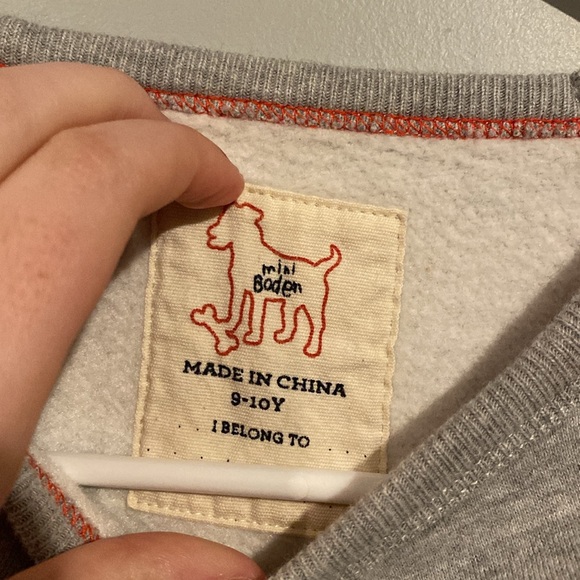 mini
Boden
MADE IN CHINA
9-10Y
I BELONG TO